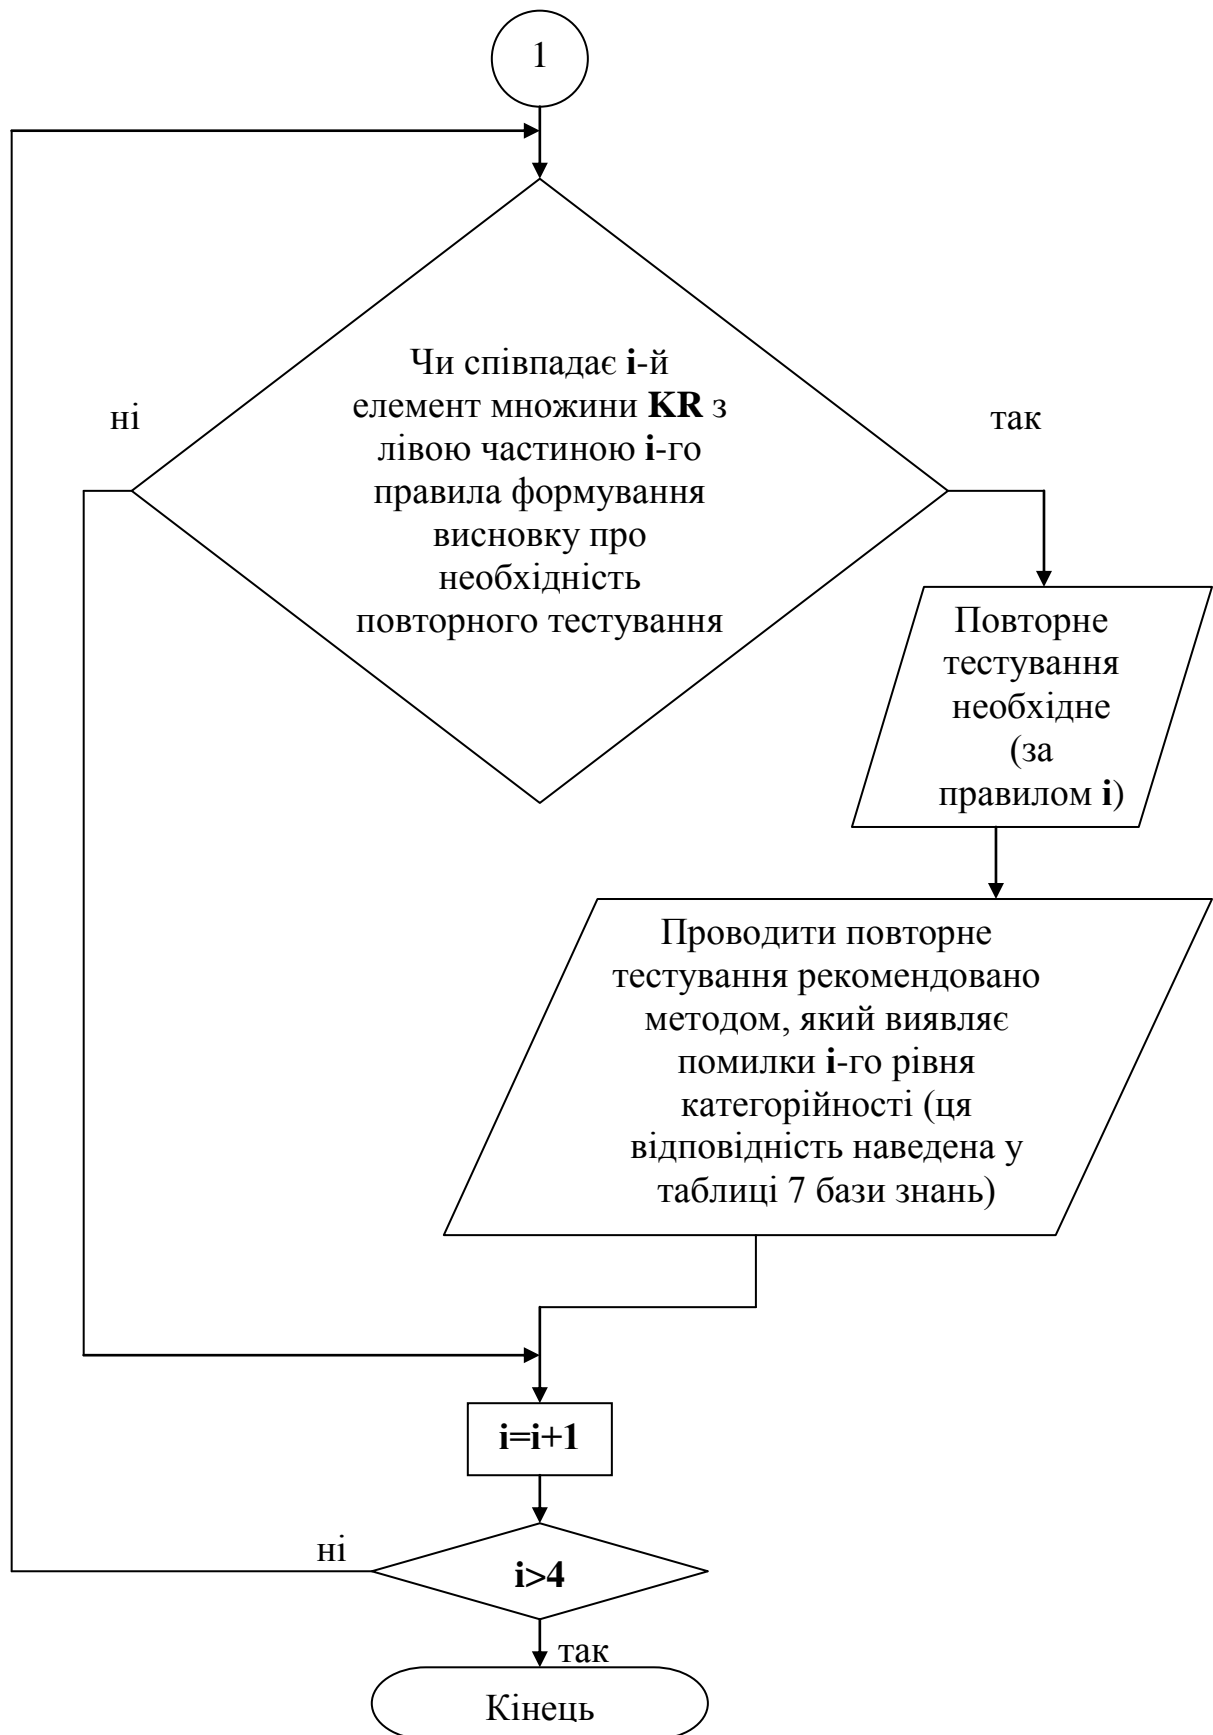 1
Чи співпадає i-й
елемент множини KR з
лівою частиною i-го
правила формування
висновку про
необхідність
повторного тестування
ні
так
Повторне
тестування
необхідне
(за
правилом i)
Проводити повторне
тестування рекомендовано
методом, який виявляє
помилки i-го рівня
категорійності (ця
відповідність наведена у
таблиці 7 бази знань)
i=i+1
ні
i>4
так
Кінець